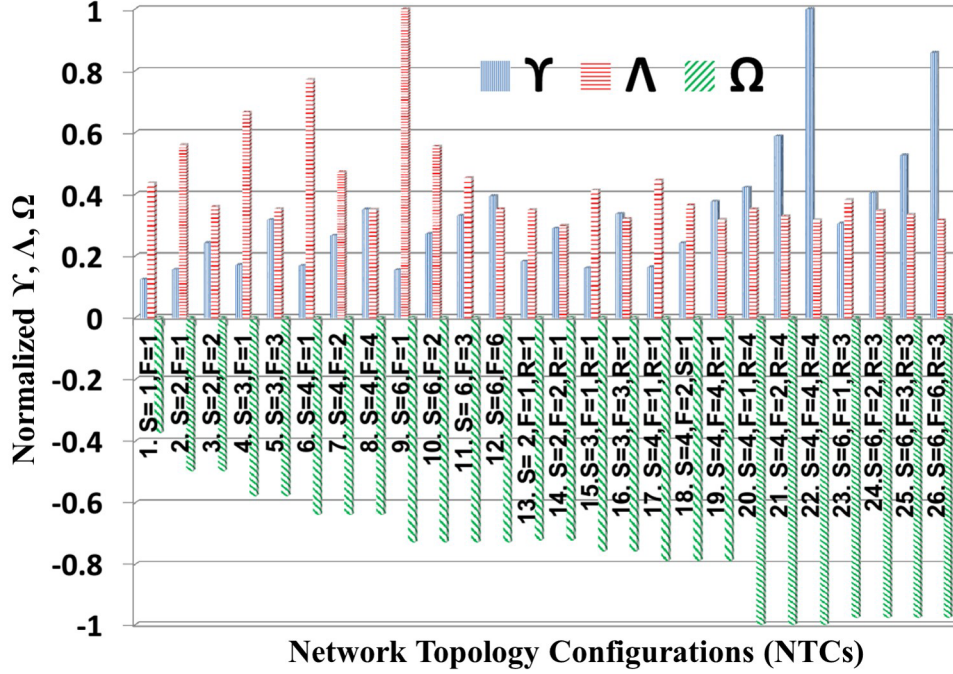 1
0.8
0.6
0.4
0.2
0
-0.2
-0.4
-0.6
-0.8
-1
Normalized ϒ, Λ, Ω
ϒ Λ Ω
1. S= 1,F=1
2. S=2,F=1
3. S=2,F=2
4. S=3,F=1
5. S=3,F=3
6. S=4,F=1
7. S=4,F=2
8. S=4,F=4
9. S=6,F=1
10. S=6,F=2
11. S= 6,F=3
12. S=6,F=6
13. S= 2,F=1,R=1
14. S=2,F=2,R=1
15.S=3,F=1,R=1
16. S=3,F=3,R=1
17. S=4,F=1,R=1
18. S=4,F=2,S=1
19. S=4,F=4,R=1
20. S=4,F=1,R=4
21. S=4,F=2,R=4
22. S=4,F=4,R=4
23. S=6,F=1,R=3
24.S=6,F=2,R=3
25. S=6,F=3,R=3
26. S=6,F=6,R=3
Network Topology Configurations (NTCs)